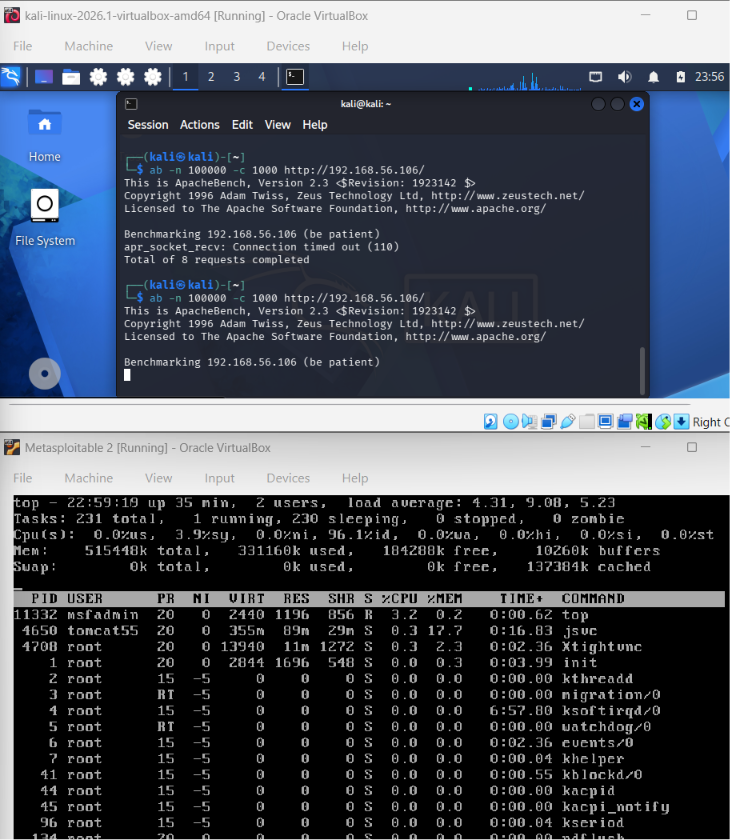 kali-linux-2026.1-virtualbox-amd64 [Running] - Oracle VirtualBox
File Machine View Input Devices Help
1 2 3 4 23:56
kali@kali: ~
Session Actions Edit View Help
Home
File System
┌──(kali㉿kali)-[~]
└─$ ab -n 100000 -c 1000 http://192.168.56.106/
This is ApacheBench, Version 2.3 <$Revision: 1923142 $>
Copyright 1996 Adam Twiss, Zeus Technology Ltd, http://www.zeustech.net/
Licensed to The Apache Software Foundation, http://www.apache.org/
Benchmarking 192.168.56.106 (be patient)
apr_socket_recv: Connection timed out (110)
Total of 8 requests completed
┌──(kali㉿kali)-[~]
└─$ ab -n 100000 -c 1000 http://192.168.56.106/
This is ApacheBench, Version 2.3 <$Revision: 1923142 $>
Copyright 1996 Adam Twiss, Zeus Technology Ltd, http://www.zeustech.net/
Licensed to The Apache Software Foundation, http://www.apache.org/
Benchmarking 192.168.56.106 (be patient)
KALI
Right C
Metasploitable 2 [Running] - Oracle VirtualBox
File Machine View Input Devices Help
top - 22:59:19 up 35 min, 2 users, load average: 4.31, 9.08, 5.23
Tasks: 231 total, 1 running, 230 sleeping, 0 stopped, 0 zombie
Cpu(s): 0.0%us, 3.9%sy, 0.0%ni, 96.1%id, 0.0%wa, 0.0%hi, 0.0%si, 0.0%st
Mem: 515448k total, 331160k used, 184288k free, 10260k buffers
Swap: 0k total, 0k used, 0k free, 137384k cached
PID USER PR NI VIRT RES SHR S %CPU %MEM TIME+ COMMAND
11332 msfadmin 20 0 2440 1196 856 R 3.2 0.2 0:00.62 top
4650 tomcat55 20 0 355m 89m 29m S 0.3 17.7 0:16.83 jsvc
4708 root 20 0 13940 11m 1272 S 0.3 2.3 0:02.36 Xtightvnc
1 root 20 0 2844 1696 548 S 0.0 0.3 0:03.99 init
2 root 15 -5 0 0 0 S 0.0 0.0 0:00.00 kthreadd
3 root RT -5 0 0 0 S 0.0 0.0 0:00.00 migration/0
4 root 15 -5 0 0 0 S 0.0 0.0 6:57.80 ksoftirqd/0
5 root RT -5 0 0 0 S 0.0 0.0 0:00.00 watchdog/0
6 root 15 -5 0 0 0 S 0.0 0.0 0:02.36 events/0
7 root 15 -5 0 0 0 S 0.0 0.0 0:00.04 khelper
41 root 15 -5 0 0 0 S 0.0 0.0 0:00.55 kblockd/0
44 root 15 -5 0 0 0 S 0.0 0.0 0:00.00 kacpid
45 root 15 -5 0 0 0 S 0.0 0.0 0:00.00 kacpi_notify
96 root 15 -5 0 0 0 S 0.0 0.0 0:00.04 kseriod
134 root 20 0 0 0 0 S 0.0 0.0 0:00.00 pdflush